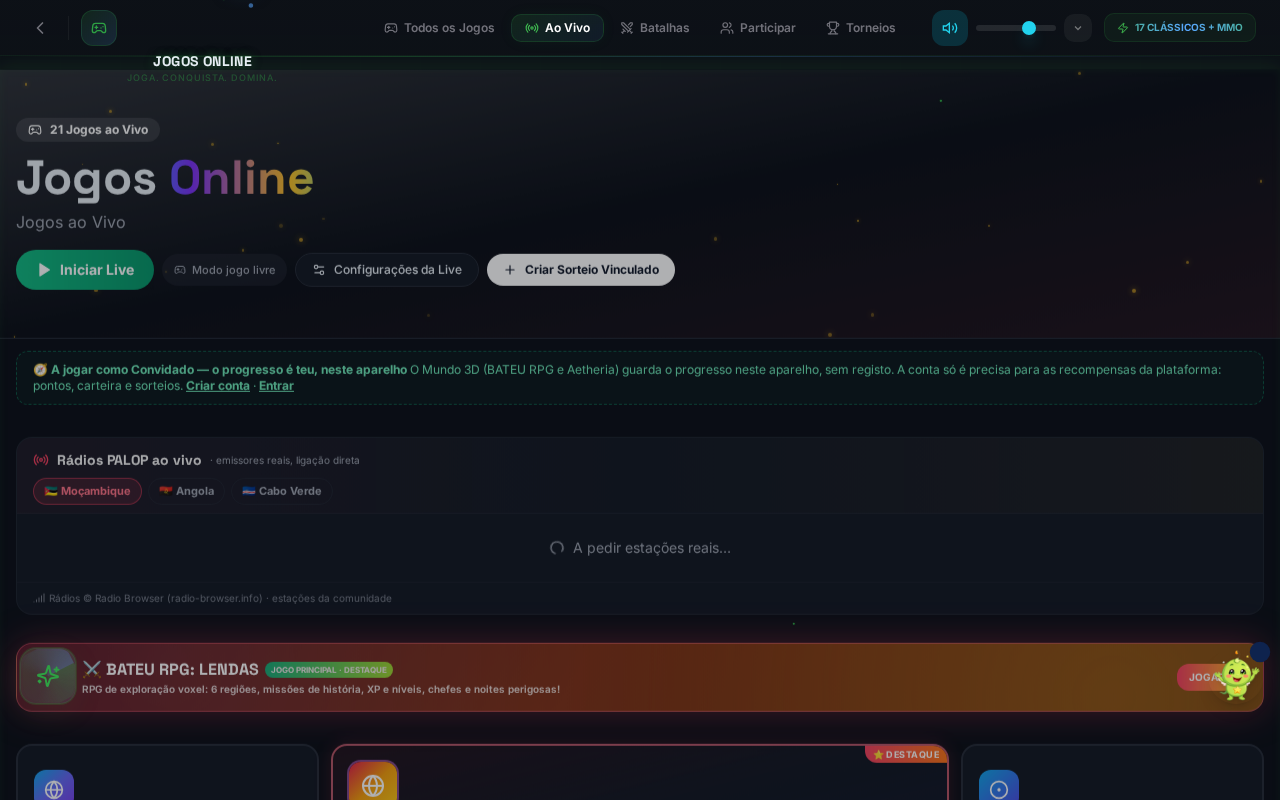 Todos os Jogos
Ao Vivo
Batalhas
Participar
Torneios
17 CLÁSSICOS + MMO
JOGOS ONLINE
JOGA. CONQUISTA. DOMINA.
21 Jogos ao Vivo
Jogos Online
Jogos ao Vivo
Iniciar Live
Modo jogo livre
Configurações da Live
Criar Sorteio Vinculado
A jogar como Convidado — o progresso é teu, neste aparelho O Mundo 3D (BATEU RPG e Aetheria) guarda o progresso neste aparelho, sem registo. A conta só é precisa para as recompensas da plataforma:
pontos, carteira e sorteios. Criar conta · Entrar
Rádios PALOP ao vivo · emissores reais, ligação direta
Moçambique
Angola
Cabo Verde
A pedir estações reais...
Rádios © Radio Browser (radio-browser.info) · estações da comunidade
BATEU RPG: LENDAS
JOGO PRINCIPAL · DESTAQUE
RPG de exploração voxel: 6 regiões, missões de história, XP e níveis, chefes e noites perigosas!
DESTAQUE